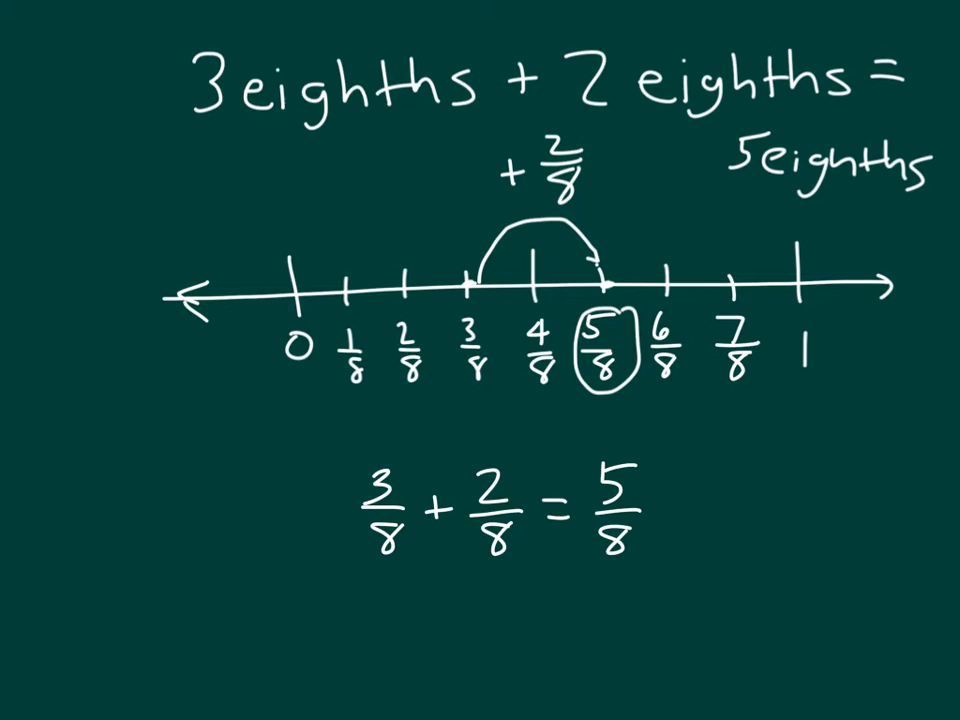 3 eighths + 2 eighths =
5 eighths
+ 2/8
0 1/8 2/8 3/8 4/8 5/8 6/8 7/8 1
3/8 + 2/8 = 5/8